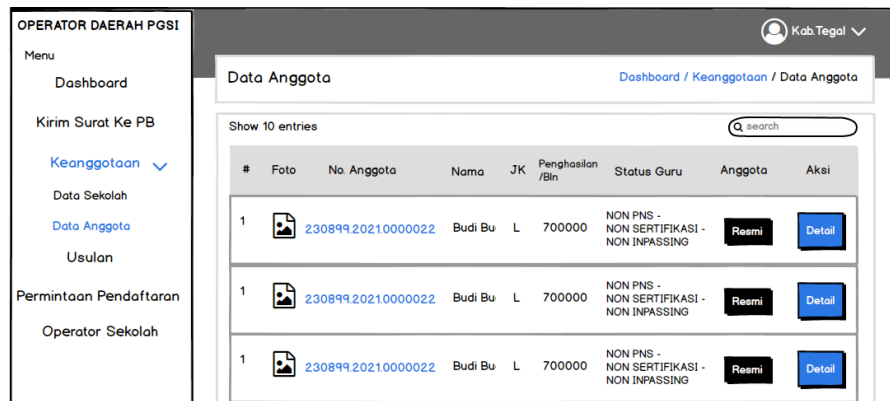 OPERATOR DAERAH PGSI
Kab.Tegal
Menu
Dashboard
Kirim Surat Ke PB
Keanggotaan
Data Sekolah
Data Anggota
Usulan
Permintaan Pendaftaran
Operator Sekolah
Data Anggota
Dashboard / Keanggotaan / Data Anggota
Show 10 entries
search
# Foto No. Anggota Nama JK Penghasilan /Bln Status Guru Anggota Aksi
1 230899.2021.0000022 Budi Bu L 700000 NON PNS -
NON SERTIFIKASI -
NON INPASSING
Resmi Detail
1 230899.2021.0000022 Budi Bu L 700000 NON PNS -
NON SERTIFIKASI -
NON INPASSING
Resmi Detail
1 230899.2021.0000022 Budi Bu L 700000 NON PNS -
NON SERTIFIKASI -
NON INPASSING
Resmi Detail